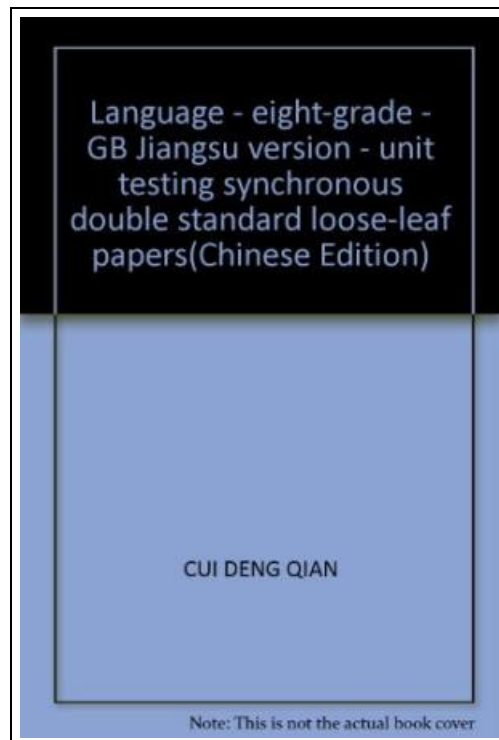 Language - eight-grade -
GB Jiangsu version - unit
testing synchronous
double standard loose-leaf
papers(Chinese Edition)
CUI DENG QIAN
Note: This is not the actual book cover